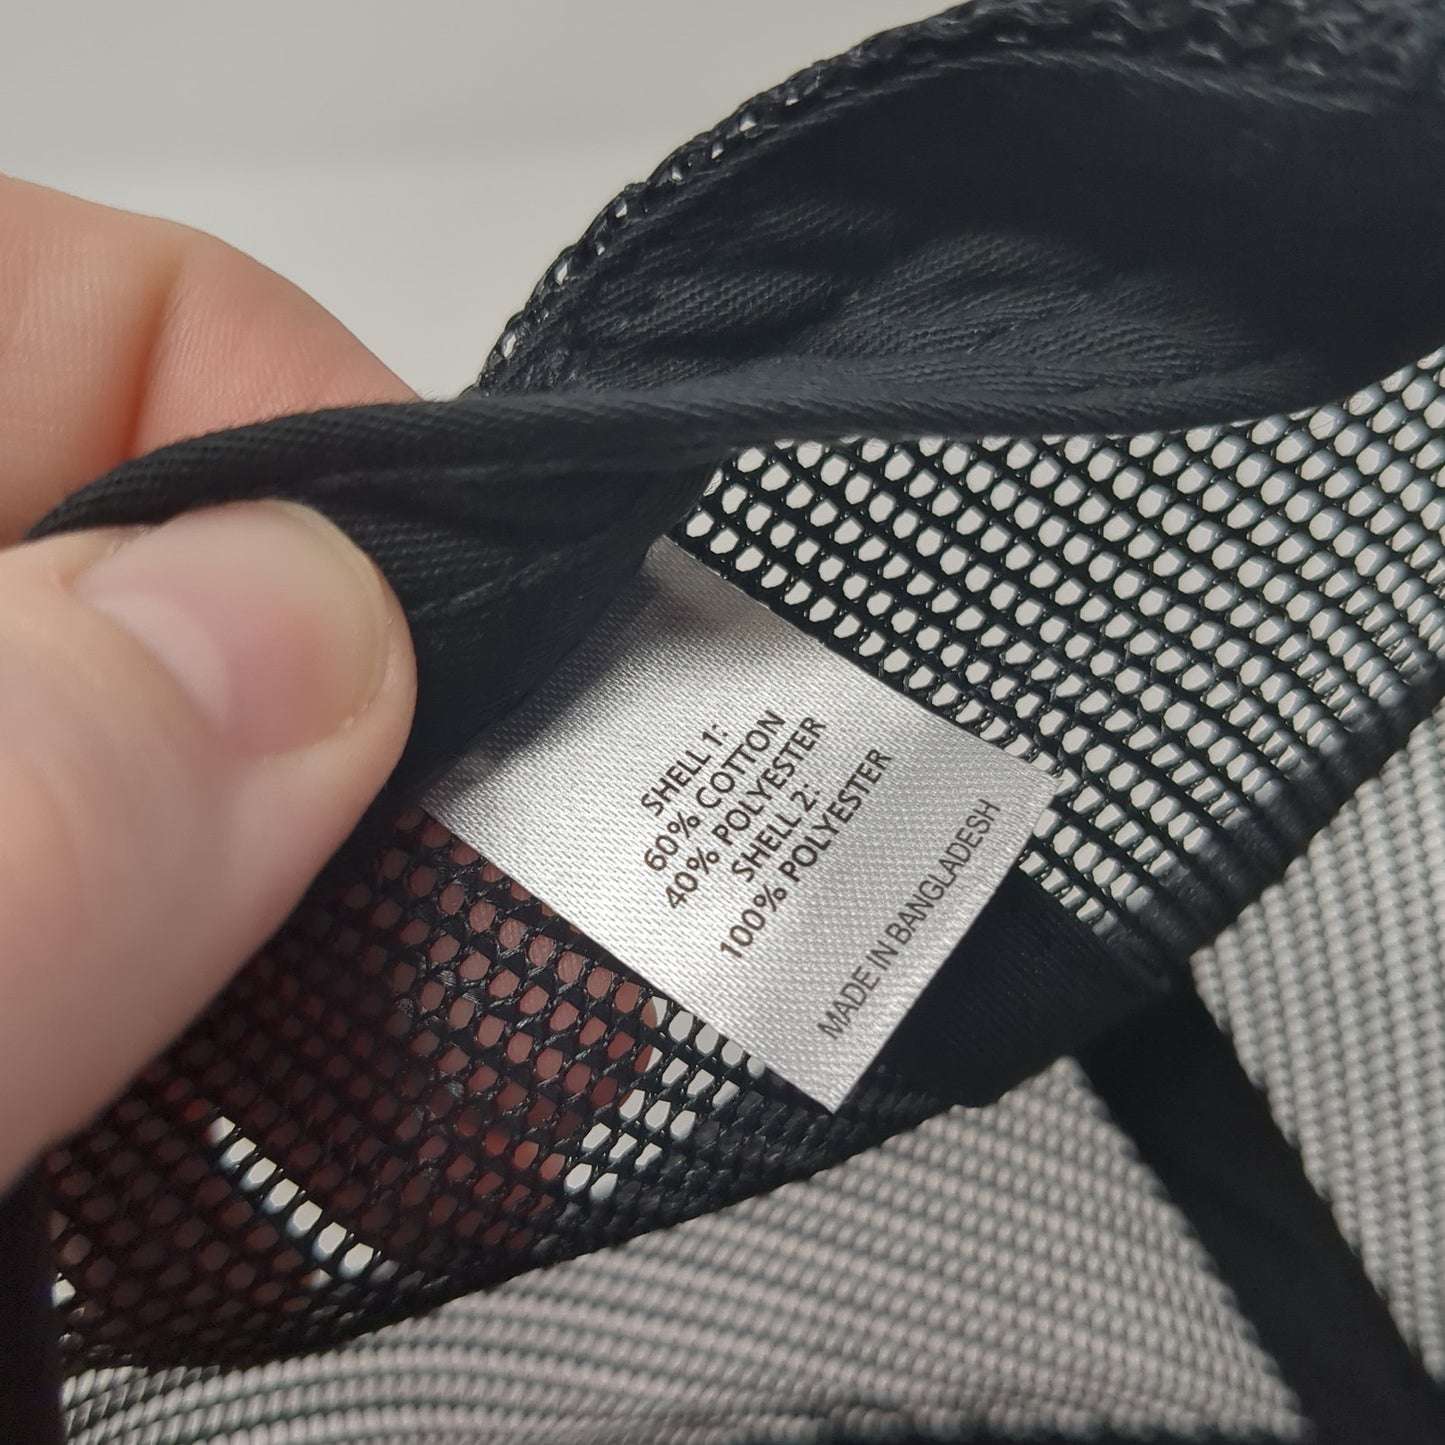 SHELL 1:
60% COTTON
40% POLYESTER
SHELL 2:
100% POLYESTER
MADE IN BANGLADESH